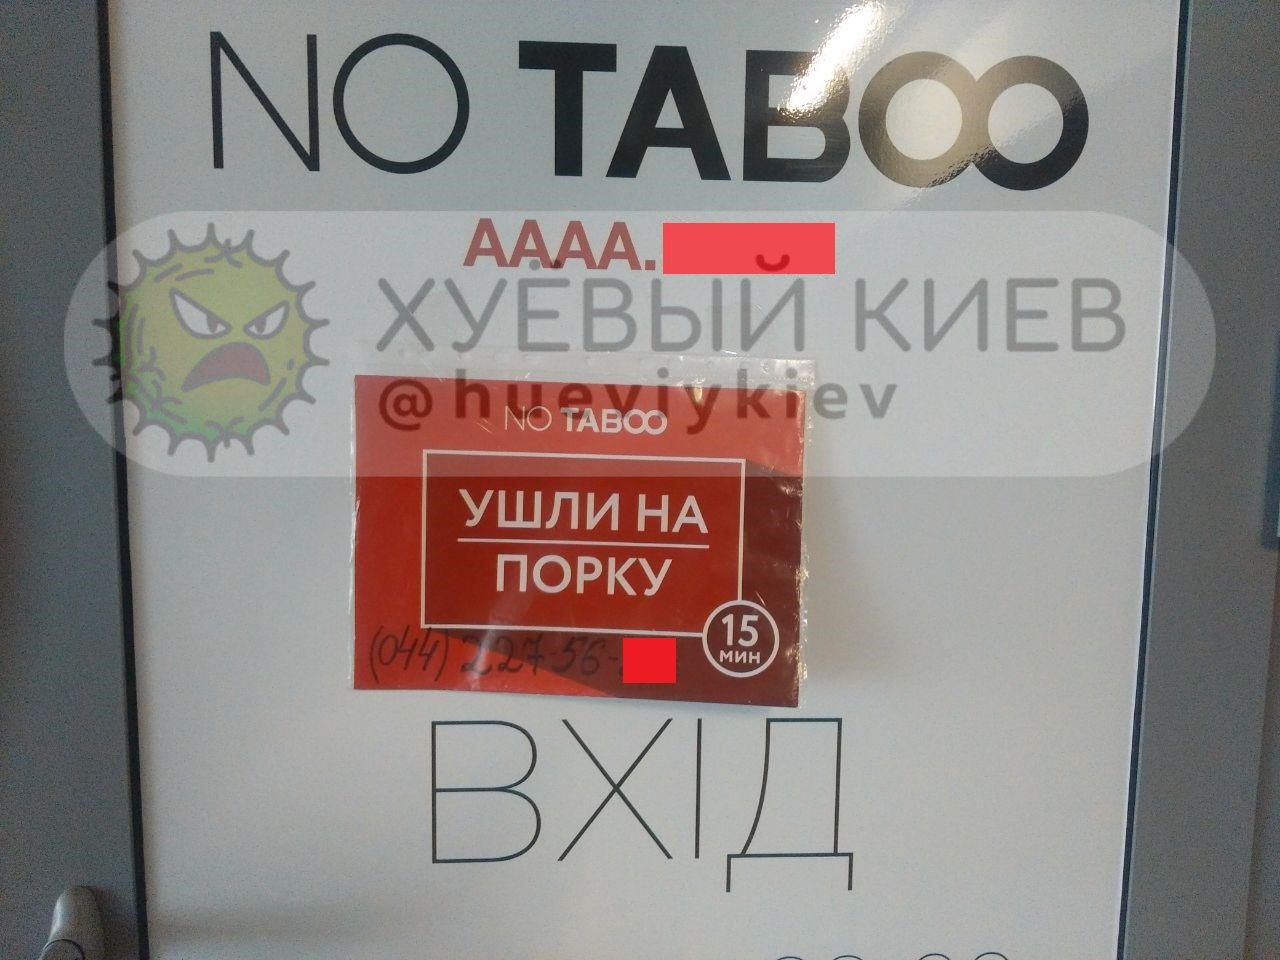 NO TABOO
AAAA.
ХУЁВЫЙ КИЕВ
@hueviykiev
NO TABOO
УШЛИ НА
ПОРКУ
15
МИН
(044) 227-56-
ВХІД